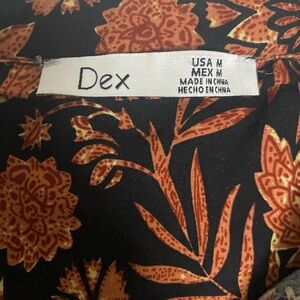 Dex
USA M
MEX M
MADE IN CHINA
HECHO EN CHINA